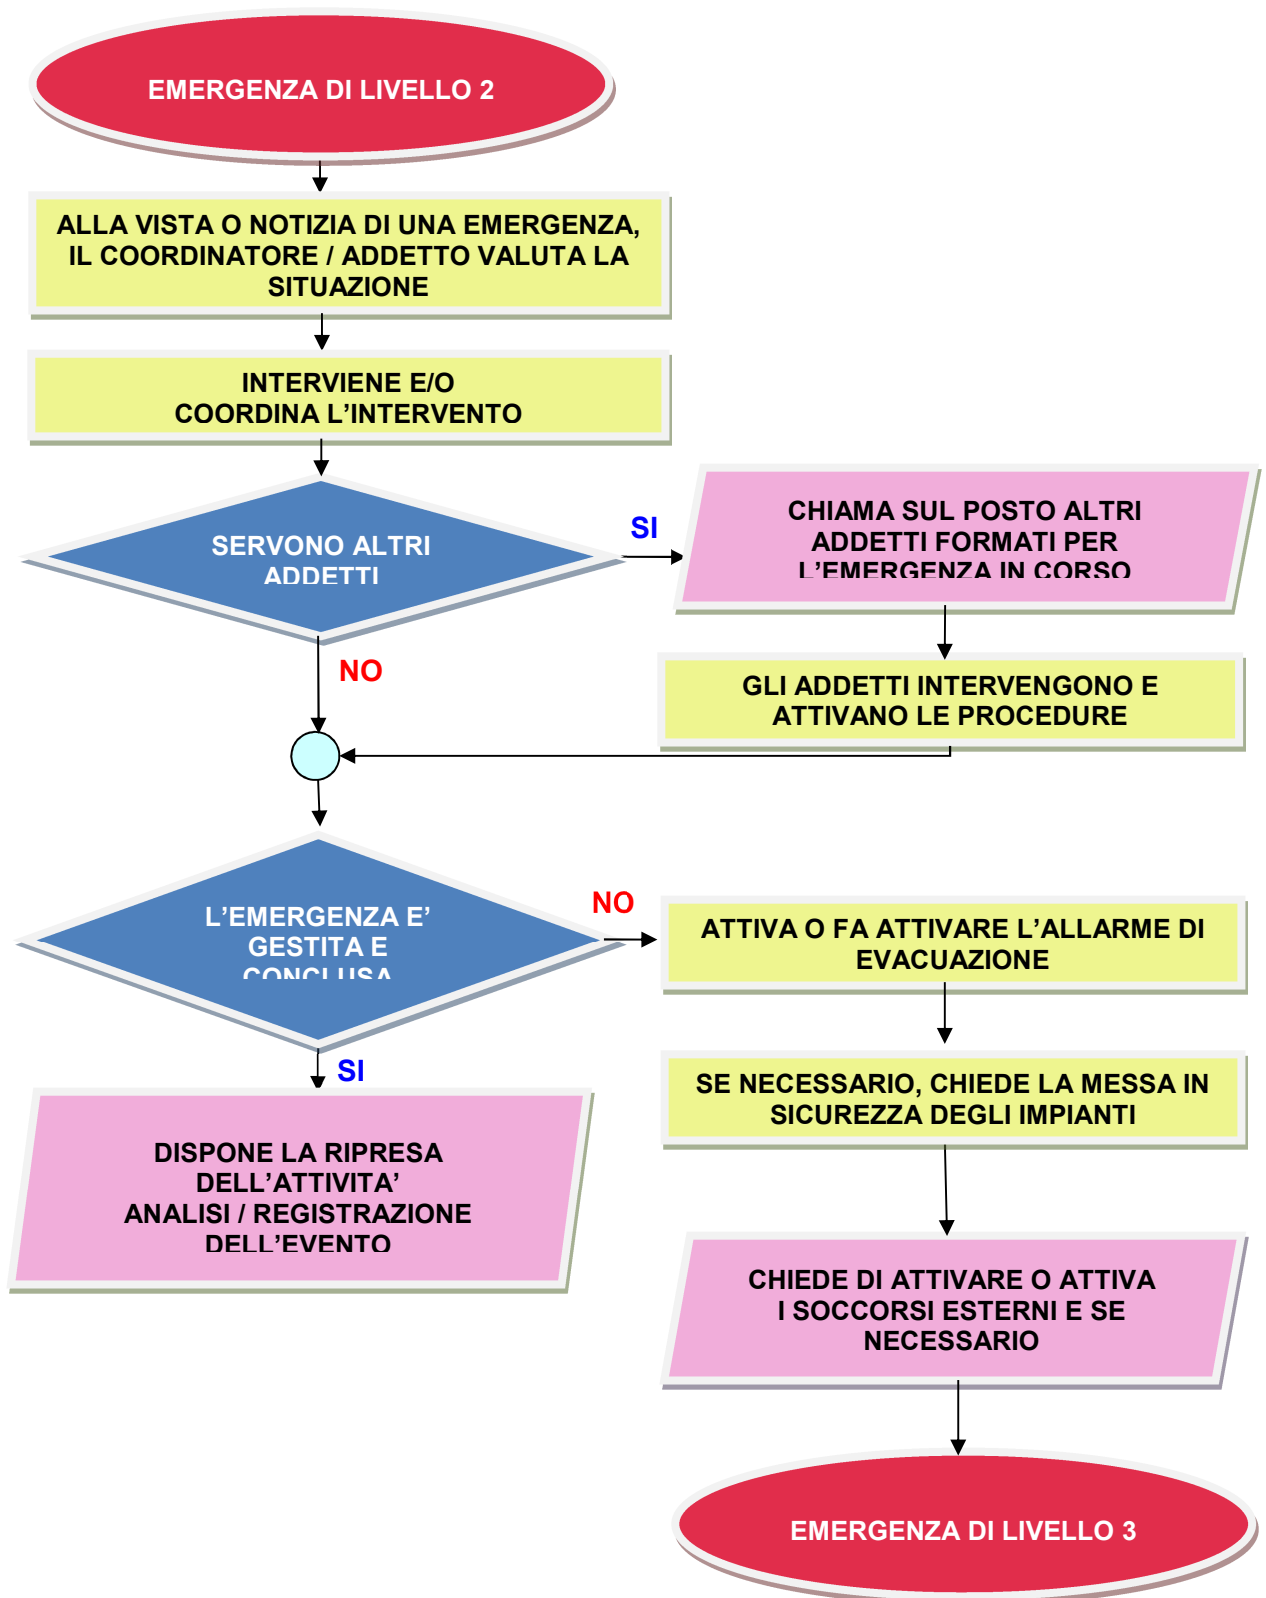 EMERGENZA DI LIVELLO 2
ALLA VISTA O NOTIZIA DI UNA EMERGENZA,
IL COORDINATORE / ADDETTO VALUTA LA
SITUAZIONE
INTERVIENE E/O
COORDINA L’INTERVENTO
SERVONO ALTRI
ADDETTI
SI
CHIAMA SUL POSTO ALTRI
ADDETTI FORMATI PER
L’EMERGENZA IN CORSO
NO
GLI ADDETTI INTERVENGONO E
ATTIVANO LE PROCEDURE
L’EMERGENZA E’
GESTITA E
CONCLUSA
NO
ATTIVA O FA ATTIVARE L’ALLARME DI
EVACUAZIONE
SI
SE NECESSARIO, CHIEDE LA MESSA IN
SICUREZZA DEGLI IMPIANTI
DISPONE LA RIPRESA
DELL’ATTIVITA’
ANALISI / REGISTRAZIONE
DELL’EVENTO
CHIEDE DI ATTIVARE O ATTIVA
I SOCCORSI ESTERNI E SE
NECESSARIO
EMERGENZA DI LIVELLO 3